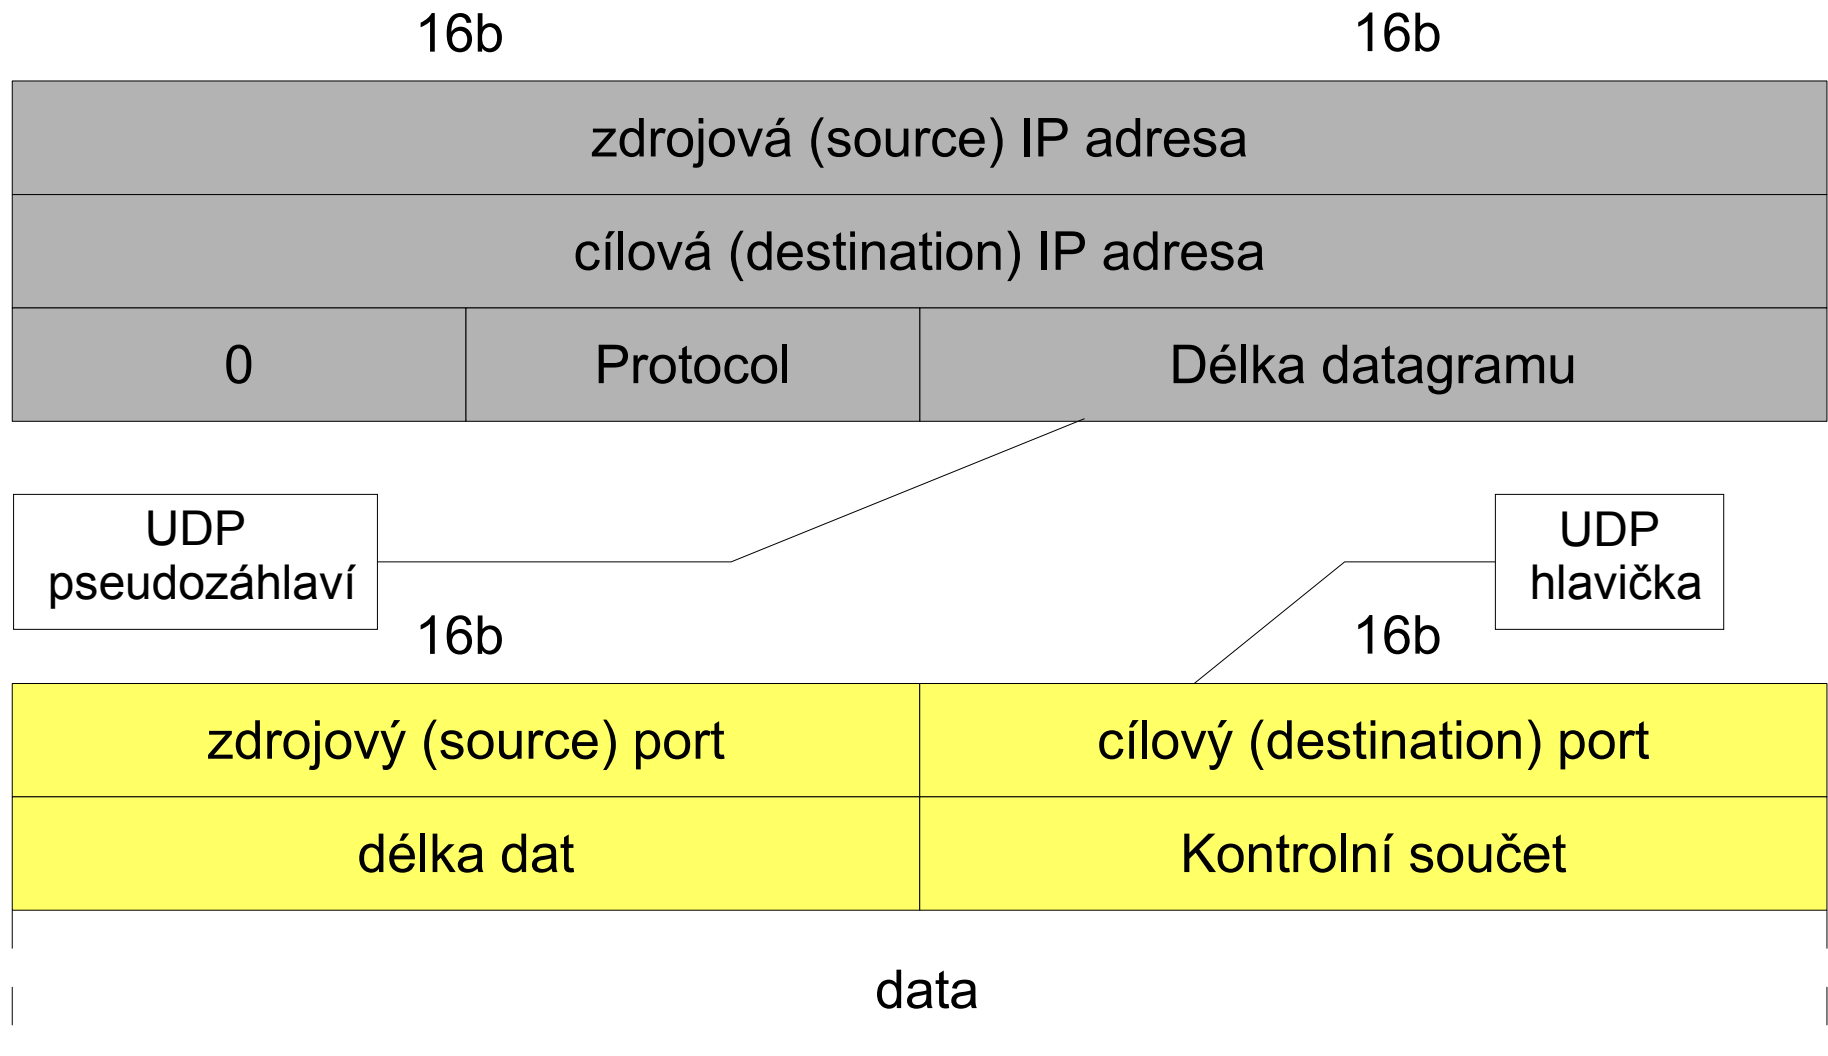 16b 16b
zdrojová (source) IP adresa
cílová (destination) IP adresa
0 Protocol Délka datagramu
UDP
pseudozáhlaví
UDP
hlavička
16b 16b
zdrojový (source) port cílový (destination) port
délka dat Kontrolní součet
data